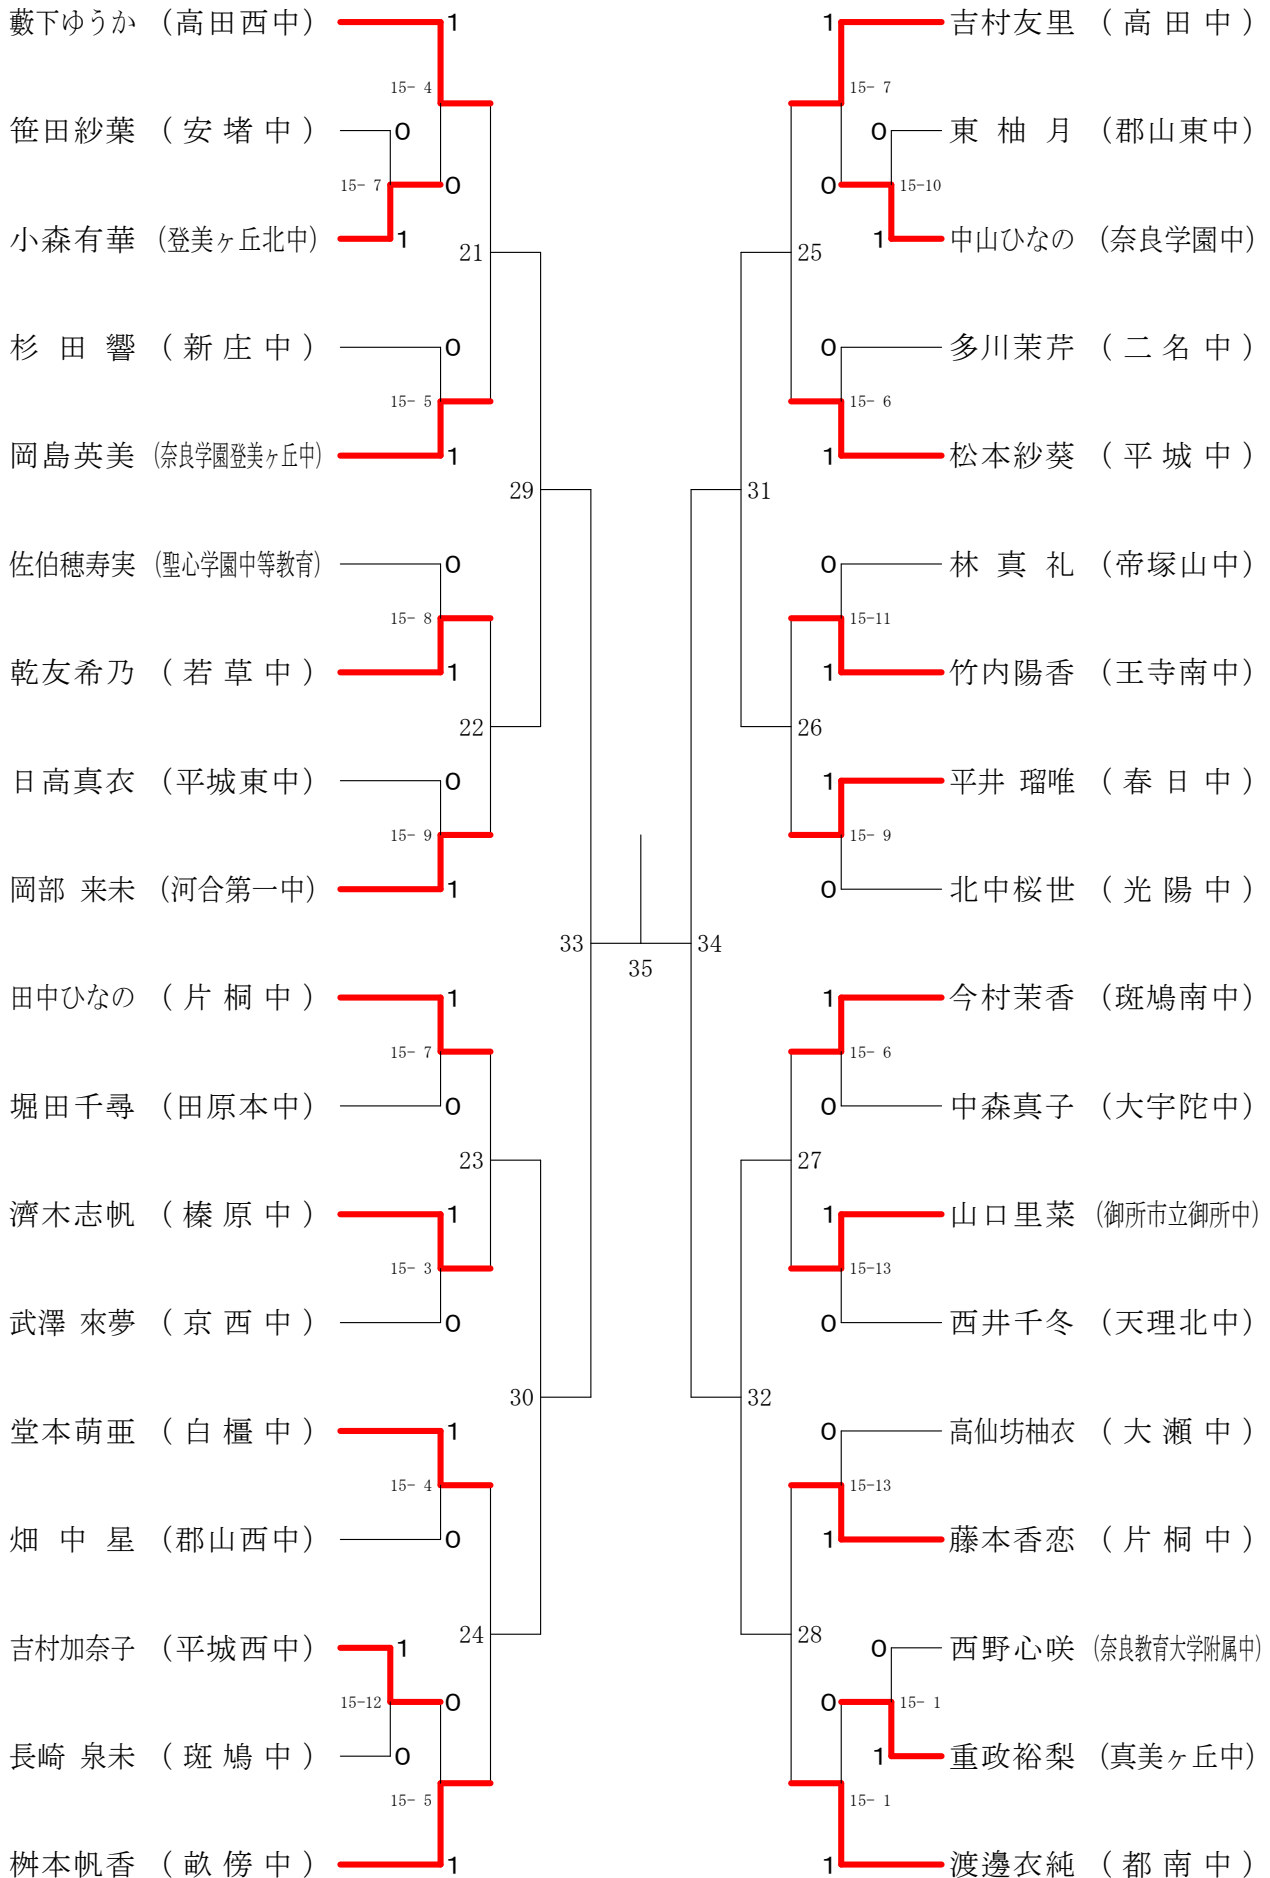 藪下ゆうか (高田西中) 1
15- 4
笹田紗葉 (安堵中) 0
15- 7 0
小森有華 (登美ヶ丘北中) 1
21
杉田響 (新庄中) 0
15- 5
岡島英美 (奈良学園登美ヶ丘中) 1
29
佐伯穂寿実 (聖心学園中等教育) 0
15- 8
乾友希乃 (若草中) 1
22
日高真衣 (平城東中) 0
15- 9
岡部 来未 (河合第一中) 1
33
田中ひなの (片桐中) 1
15- 7
堀田千尋 (田原本中) 0
23
濟木志帆 (榛原中) 1
15- 3
武澤 來夢 (京西中) 0
30
堂本萌亜 (白橿中) 1
15- 4
畑中星 (郡山西中) 0
24
吉村加奈子 (平城西中) 1
15-12 0
長崎 泉未 (斑鳩中) 0
15- 5
桝本帆香 (畝傍中) 1
35
1 吉村友里 (高田中)
15- 7
0 東柚月 (郡山東中)
0 15-10
1 中山ひなの (奈良学園中)
25
0 多川茉芹 (二名中)
15- 6
1 松本紗葵 (平城中)
31
0 林真礼 (帝塚山中)
15-11
1 竹内陽香 (王寺南中)
26
1 平井 瑠唯 (春日中)
15- 9
0 北中桜世 (光陽中)
34
1 今村茉香 (斑鳩南中)
15- 6
0 中森真子 (大宇陀中)
27
1 山口里菜 (御所市立御所中)
15-13
0 西井千冬 (天理北中)
32
0 高仙坊柚衣 (大瀬中)
15-13
1 藤本香恋 (片桐中)
28
0 西野心咲 (奈良教育大学附属中)
0 15- 1
1 重政裕梨 (真美ヶ丘中)
15- 1
1 渡邊衣純 (都南中)